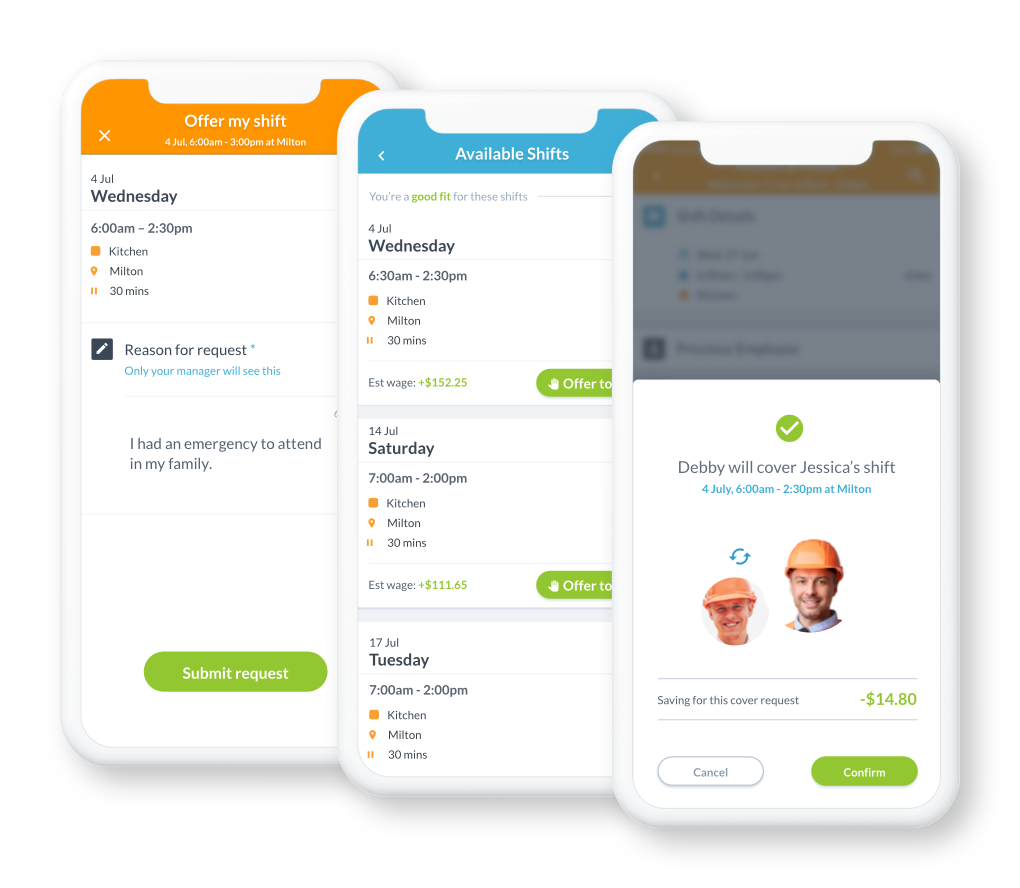 Offer my shift
4 Jul, 6:00am - 3:00pm at Milton
4 Jul
Wednesday
6:00am – 2:30pm
Kitchen
Milton
30 mins
Reason for request *
Only your manager will see this
I had an emergency to attend
in my family.
Submit request
Available Shifts
You're a good fit for these shifts
4 Jul
Wednesday
6:30am - 2:30pm
Kitchen
Milton
30 mins
Est wage: +$152.25
Offer to
14 Jul
Saturday
7:00am - 2:00pm
Kitchen
Milton
30 mins
Est wage: +$111.65
Offer to
17 Jul
Tuesday
7:00am - 2:00pm
Kitchen
Milton
30 mins
Shift Details
Previous Employee
Debby will cover Jessica's shift
4 July, 6:00am - 2:30pm at Milton
Saving for this cover request
-$14.80
Cancel
Confirm